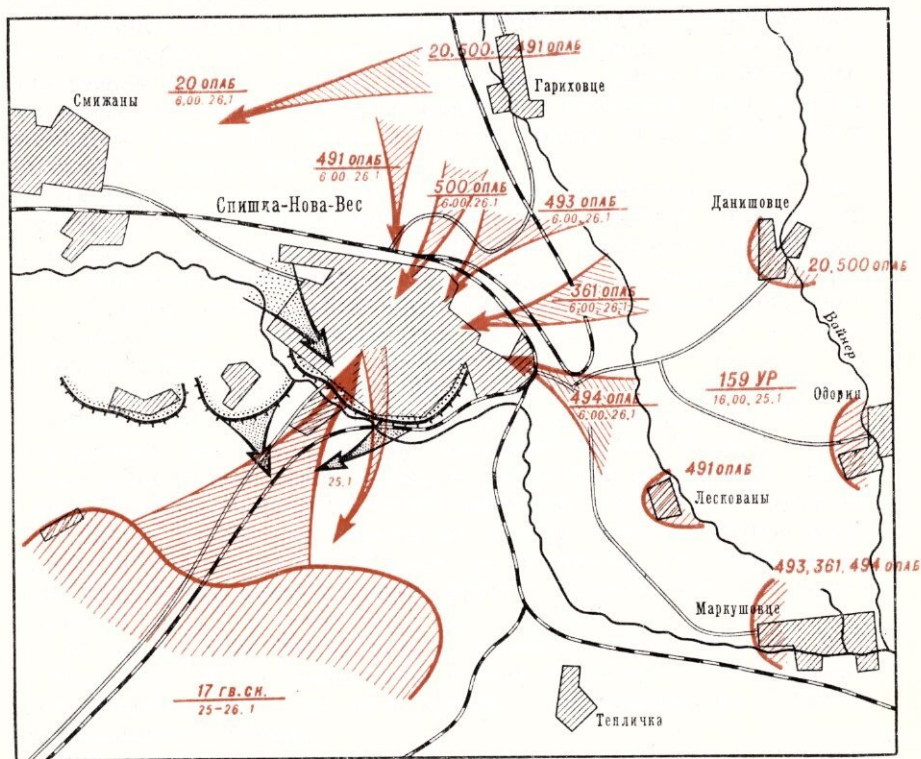 20,500, 491 ОПАБ
20 ОПАБ
6.00. 26.1
Смижаны
Гариховце
491 ОПАБ
6.00. 26.1
500 ОПАБ
6.00. 26.1
493 ОПАБ
6.00. 26.1
Спишка-Нова-Вес
Данишовце
20,500 ОПАБ
361 ОПАБ
6.00. 26.1
Вайнер
159 УР
16.00. 25.1
Одорин
494 ОПАБ
6.00. 26.1
491 ОПАБ
Лескованы
25.1
493, 361, 494 ОПАБ
Маркушовце
17 ГВ.СК.
25-26.1
Тепличка